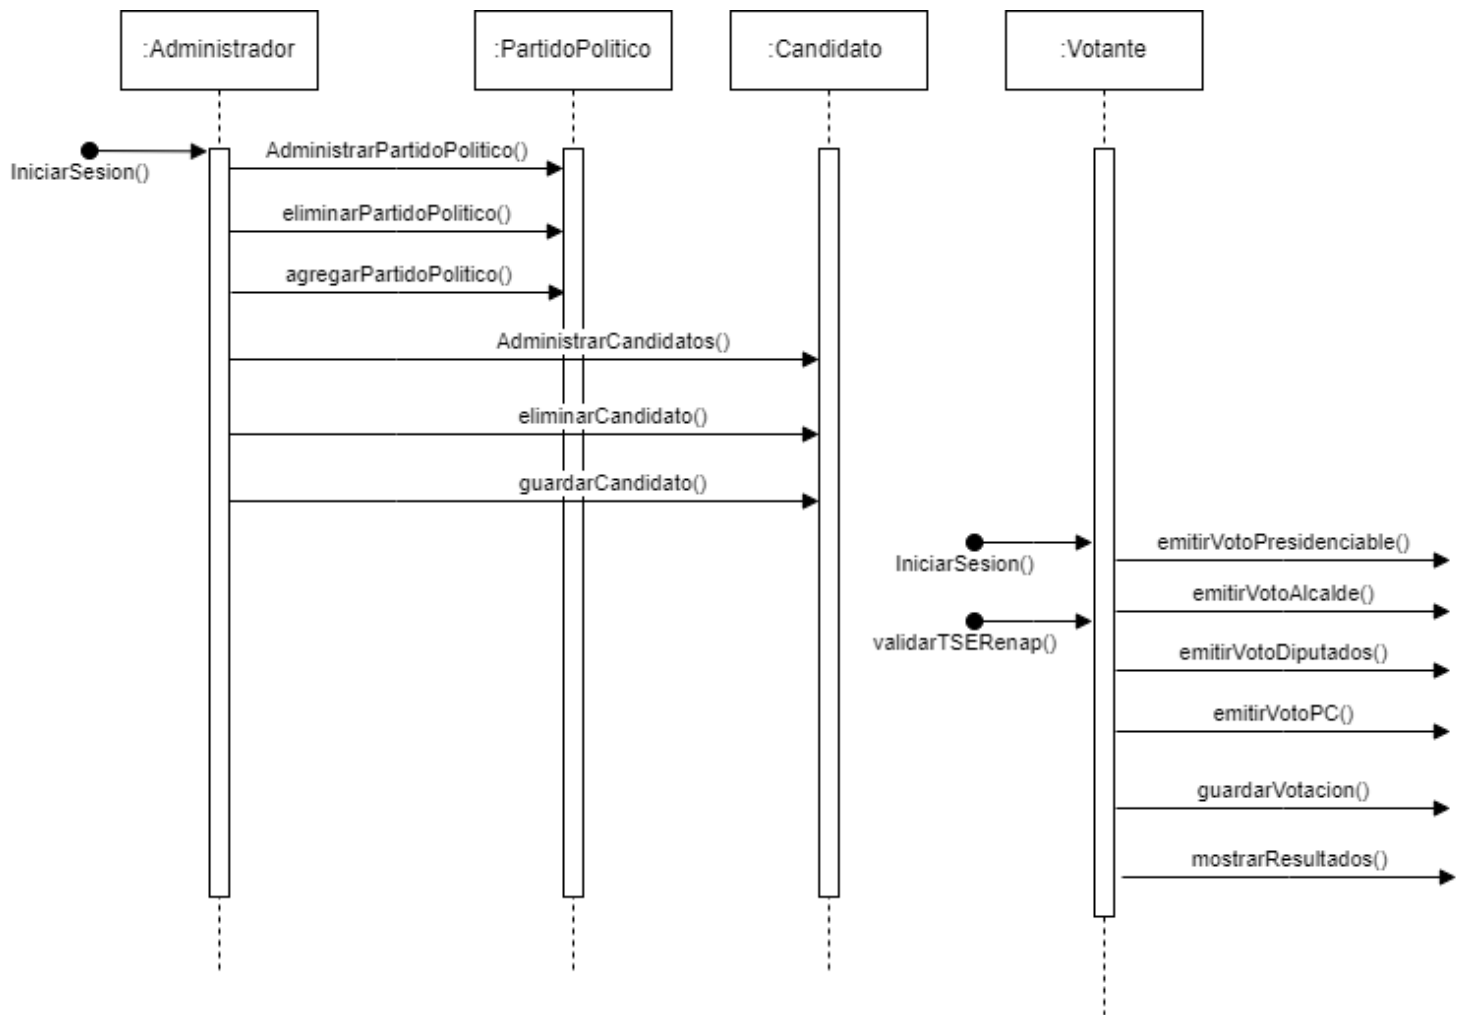 :Administrador
:PartidoPolitico
:Candidato
:Votante
IniciarSesion()
AdministrarPartidoPolitico()
eliminarPartidoPolitico()
agregarPartidoPolitico()
AdministrarCandidatos()
eliminarCandidato()
guardarCandidato()
IniciarSesion()
emitirVotoPresidenciable()
emitirVotoAlcalde()
validarTSERenap()
emitirVotoDiputados()
emitirVotoPC()
guardarVotacion()
mostrarResultados()